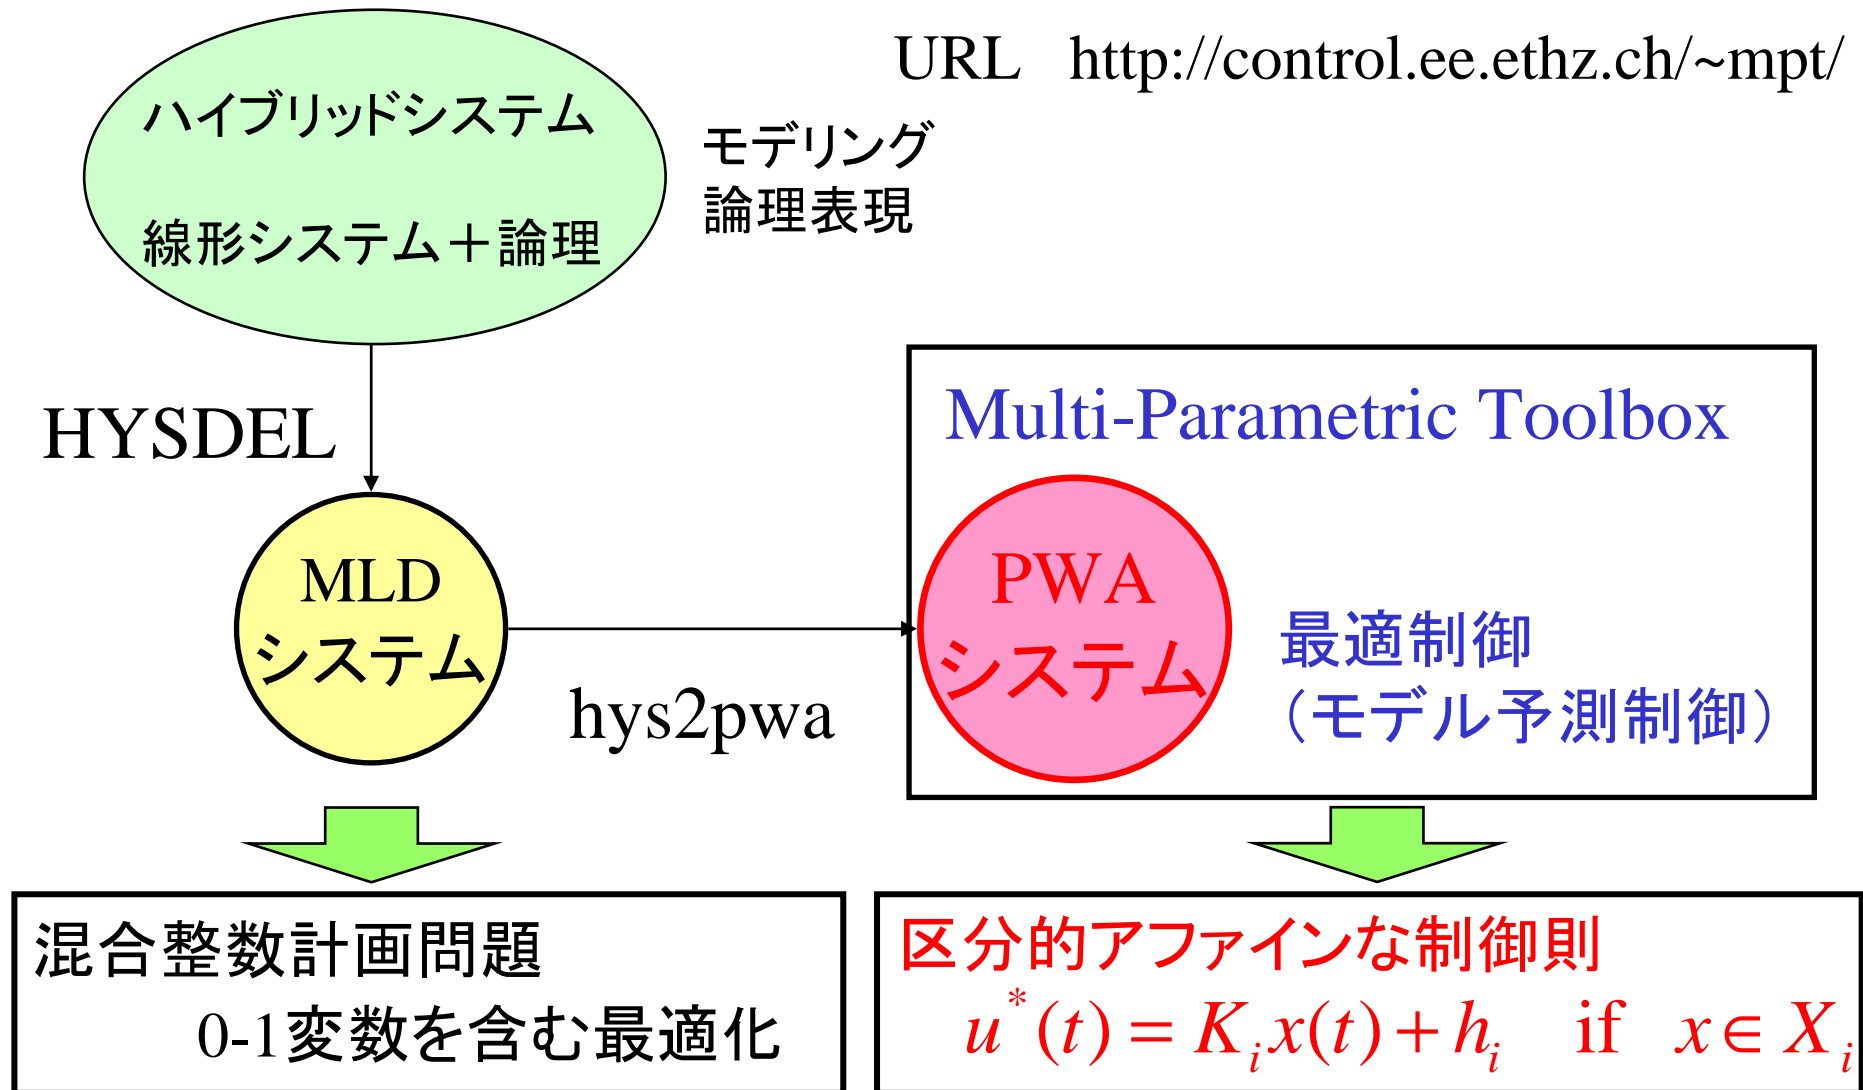 URL http://control.ee.ethz.ch/~mpt/
ハイブリッドシステム
線形システム＋論理
モデリング
論理表現
HYSDEL
Multi-Parametric Toolbox
MLD
システム
hys2pwa
PWA
システム
最適制御
（モデル予測制御）
混合整数計画問題
0-1変数を含む最適化
区分的アファインな制御則
u*(t) = K_i x(t) + h_i if x ∈ X_i